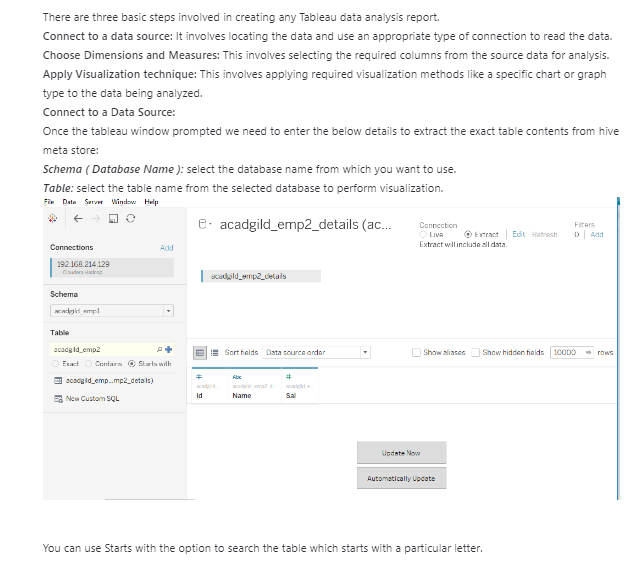 There are three basic steps involved in creating any Tableau data analysis report.
Connect to a data source: It involves locating the data and use an appropriate type of connection to read the data.
Choose Dimensions and Measures: This involves selecting the required columns from the source data for analysis.
Apply Visualization technique: This involves applying required visualization methods like a specific chart or graph
type to the data being analyzed.
Connect to a Data Source:
Once the tableau window prompted we need to enter the below details to extract the exact table contents from hive
meta store:
Schema ( Database Name ): select the database name from which you want to use.
Table: select the table name from the selected database to perform visualization.
File Data Server Window Help
acadgild_emp2_details (ac...
Connection
Live Extract Edit Refresh
Extract will include all data.
Filters
0 Add
Connections Add
192.168.214.129
Cloudera Hadoop
acadgild_emp2_details
Schema
acadgild_emp1
Table
acadgild_emp2
Exact Contains Starts with
acadgild_emp...mp2_details)
New Custom SQL
Sort fields Data source order
Show aliases Show hidden fields 10000 rows
# Abc #
Id Name Sal
Update Now
Automatically Update
You can use Starts with the option to search the table which starts with a particular letter.